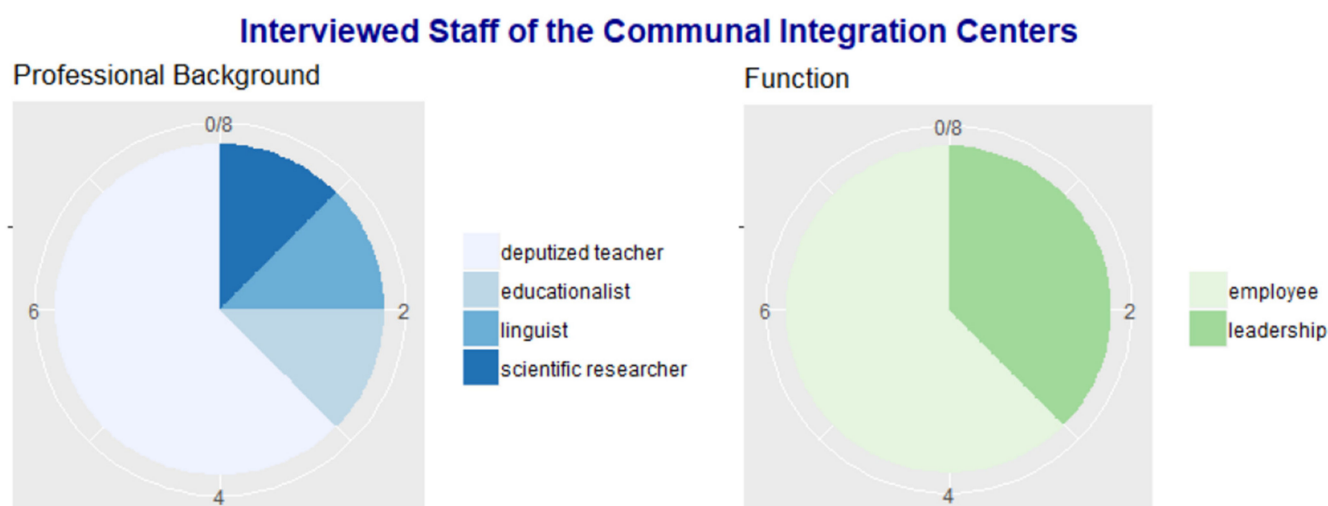 Interviewed Staff of the Communal Integration Centers
Professional Background
0/8
2
4
6
deputized teacher
educationalist
linguist
scientific researcher
Function
0/8
2
4
6
employee
leadership